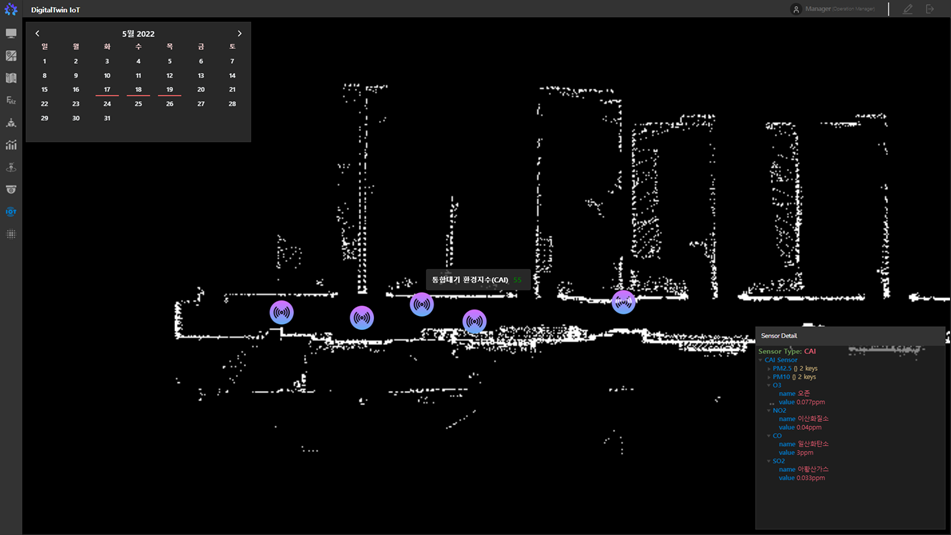 DigitalTwin IoT
Manager
5월 2022
일 월 화 수 목 금 토
1 2 3 4 5 6 7
8 9 10 11 12 13 14
15 16 17 18 19 20 21
22 23 24 25 26 27 28
29 30 31
통합대기 환경지수(CAI) 55
Sensor Detail
Sensor Type: CAI
CAI Sensor
PM2.5 {} 2 keys
PM10 {} 2 keys
O3
name 오존
value 0.077ppm
NO2
name 이산화질소
value 0.04ppm
CO
name 일산화탄소
value 3ppm
SO2
name 아황산가스
value 0.033ppm